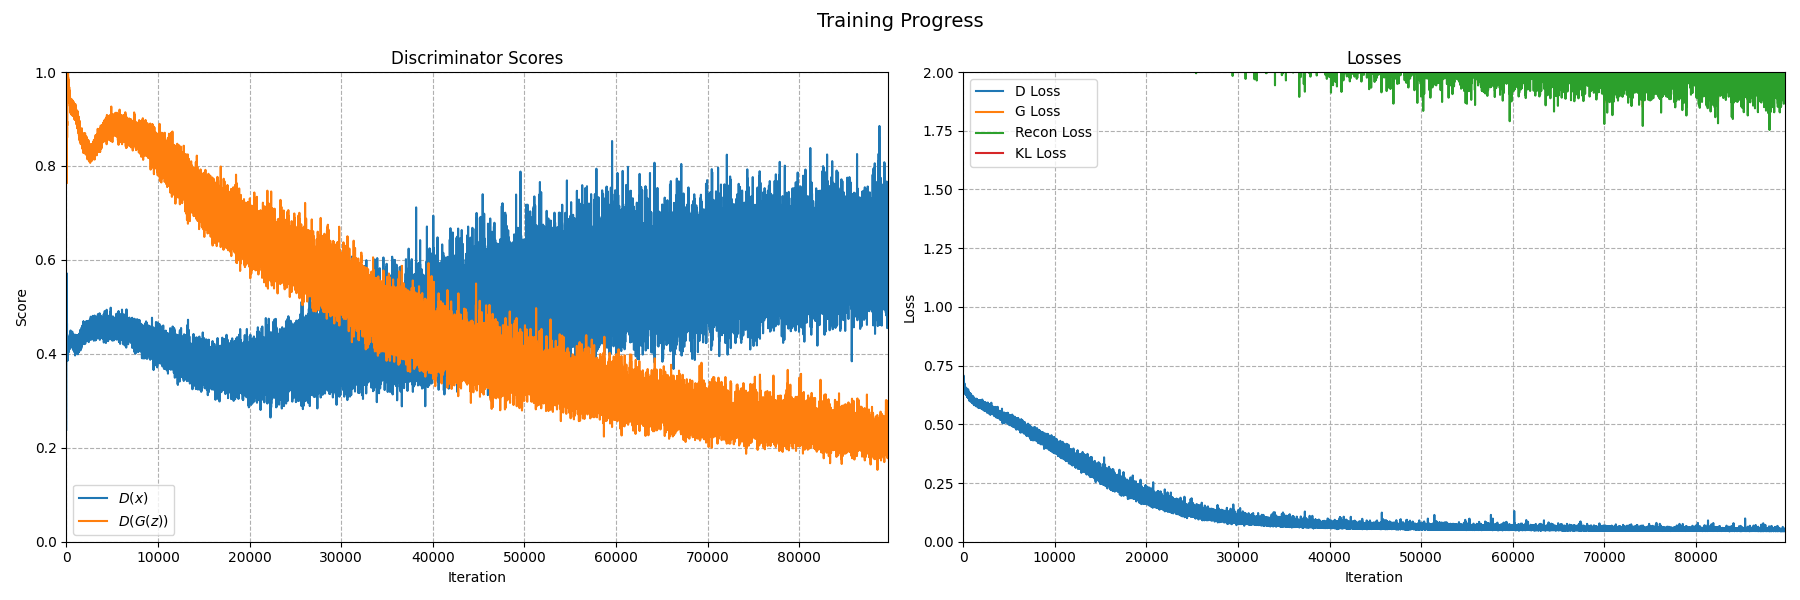 Training Progress
Discriminator Scores
1.0
0.8
0.6
0.4
0.2
0.0
Score
D(x)
D(G(z))
0 10000 20000 30000 40000 50000 60000 70000 80000
Iteration
Losses
2.00
1.75
1.50
1.25
1.00
0.75
0.50
0.25
0.00
Loss
D Loss
G Loss
Recon Loss
KL Loss
0 10000 20000 30000 40000 50000 60000 70000 80000
Iteration